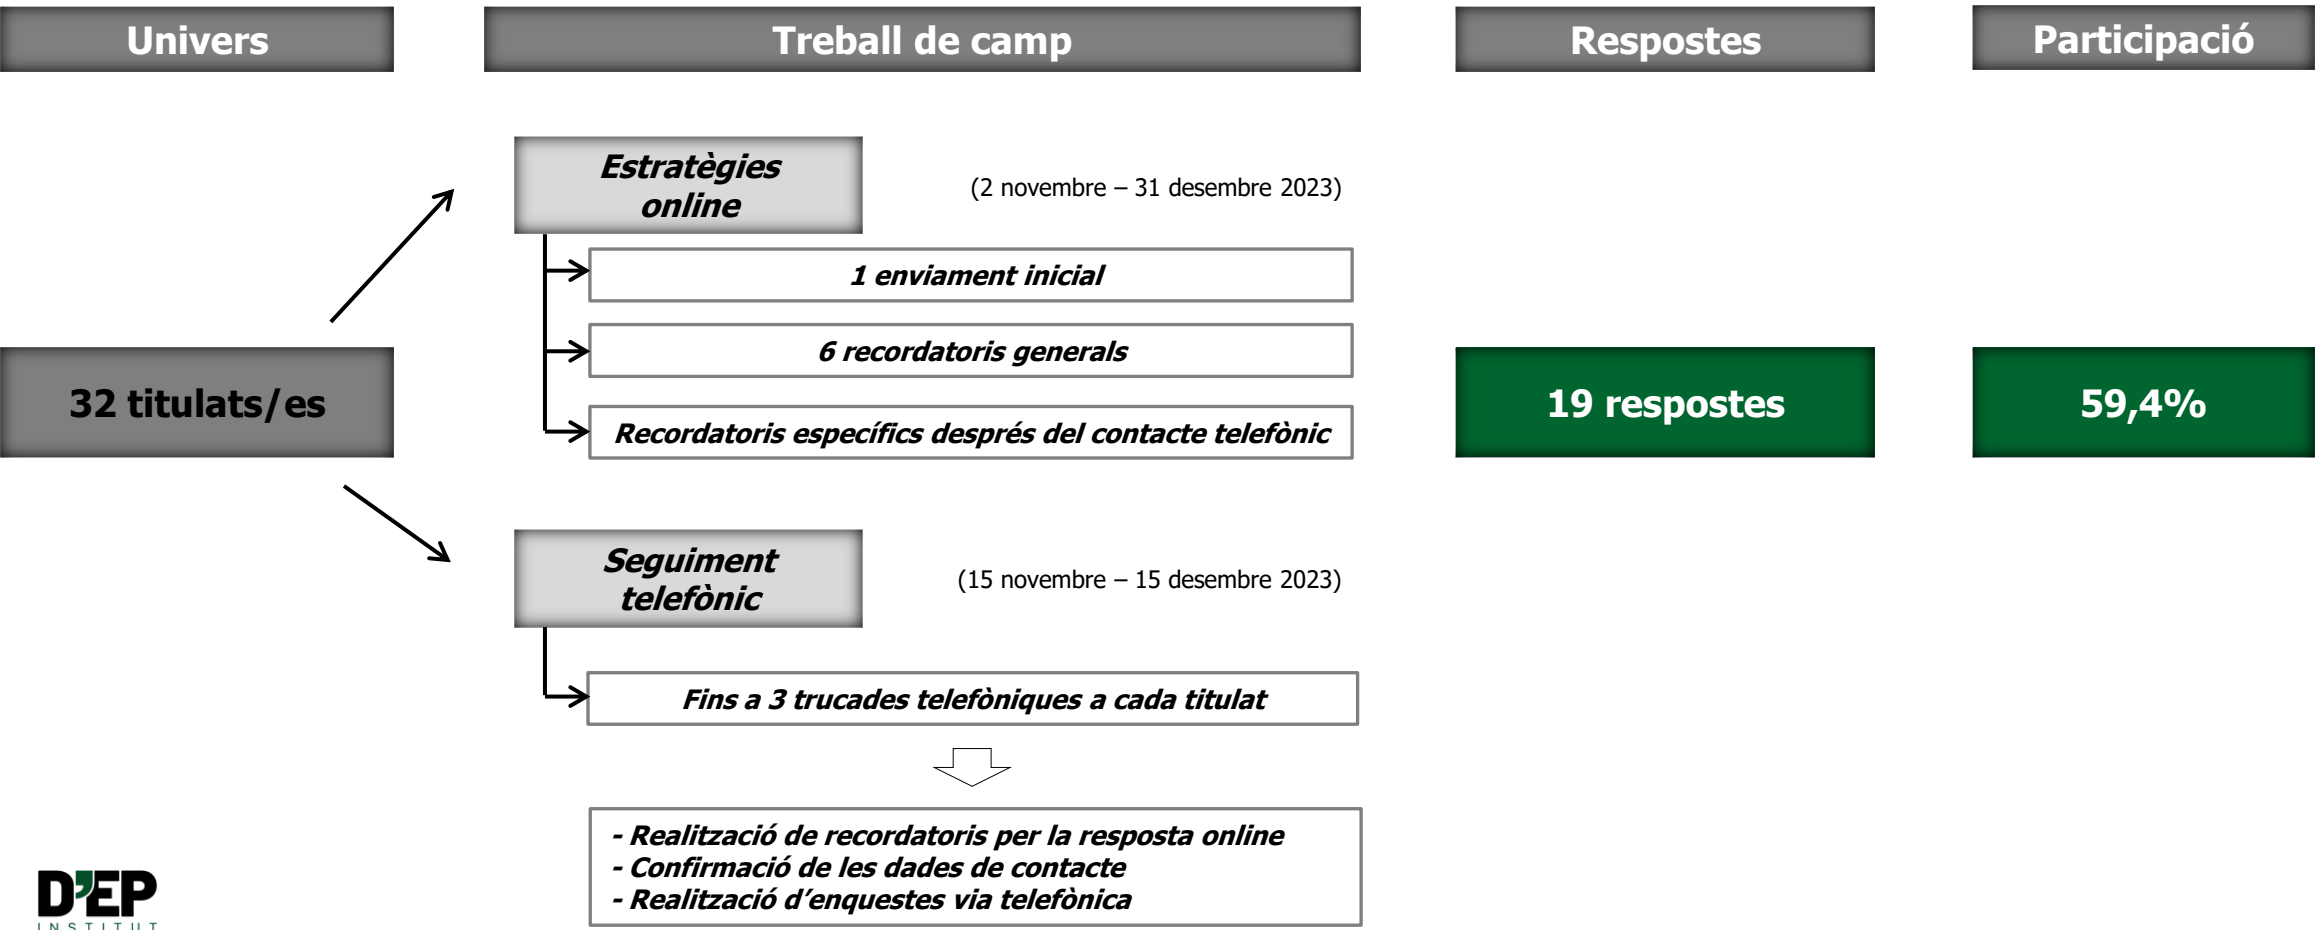 Univers
Treball de camp
Respostes
Participació
Estratègies
online
(2 novembre – 31 desembre 2023)
1 enviament inicial
6 recordatoris generals
32 titulats/es
Recordatoris específics després del contacte telefònic
19 respostes
59,4%
Seguiment
telefònic
(15 novembre – 15 desembre 2023)
Fins a 3 trucades telefòniques a cada titulat
- Realització de recordatoris per la resposta online
- Confirmació de les dades de contacte
- Realització d’enquestes via telefònica
D’EP
INSTITUT